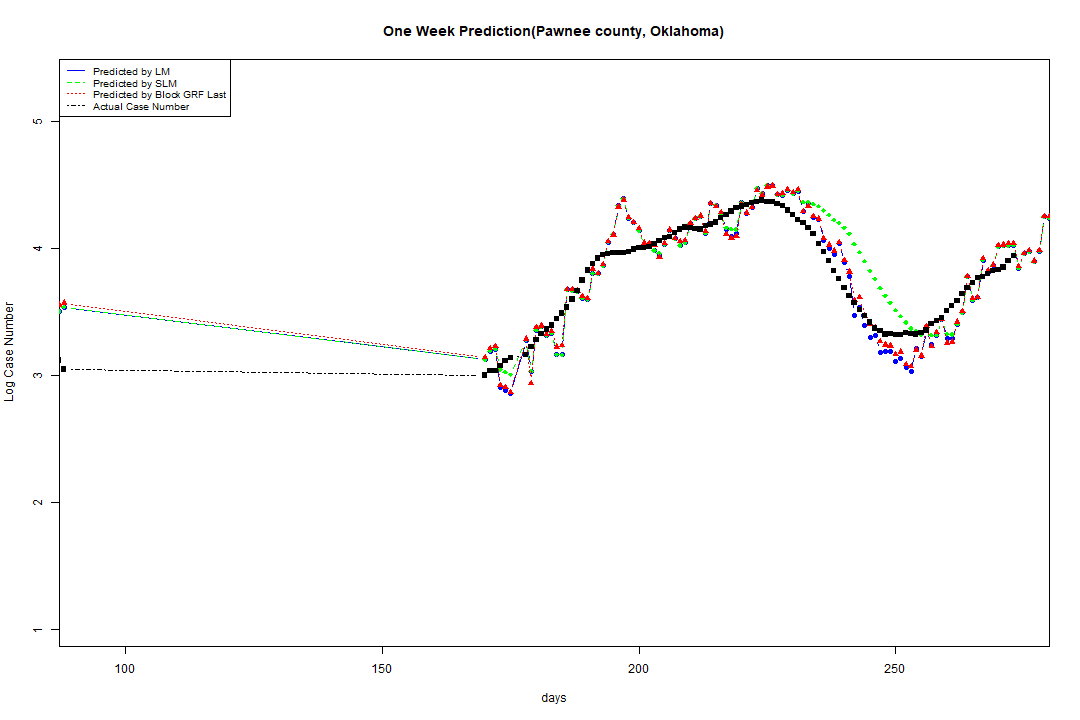 One Week Prediction(Pawnee county, Oklahoma)
Predicted by LM
Predicted by SLM
Predicted by Block GRF Last
Actual Case Number
5
4
3
2
1
Log Case Number
100 150 200 250
days